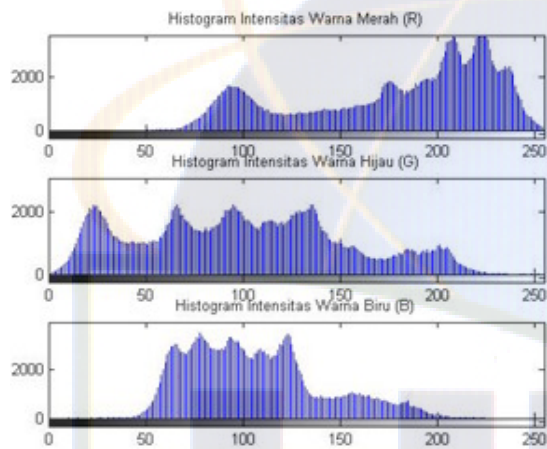 Histogram Intensitas Warna Merah (R)
2000
0
0 50 100 150 200 250
Histogram Intensitas Warna Hijau (G)
2000
0
0 50 100 150 200 250
Histogram Intensitas Warna Biru (B)
2000
0
0 50 100 150 200 250